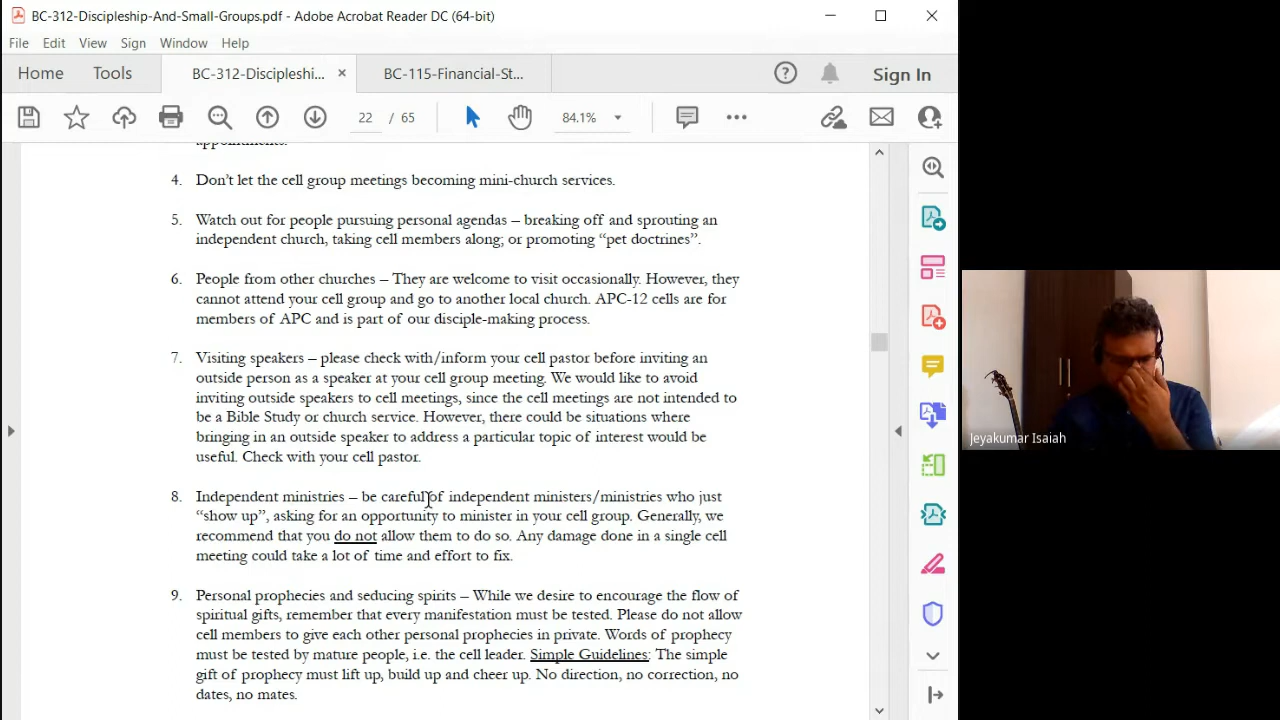 BC-312-Discipleship-And-Small-Groups.pdf - Adobe Acrobat Reader DC (64-bit)
File Edit View Sign Window Help
Home Tools BC-312-Discipleshi... × BC-115-Financial-St... Sign In
22 / 65 84.1%
appointments.
4. Don't let the cell group meetings becoming mini-church services.
5. Watch out for people pursuing personal agendas – breaking off and sprouting an
independent church, taking cell members along; or promoting “pet doctrines”.
6. People from other churches – They are welcome to visit occasionally. However, they
cannot attend your cell group and go to another local church. APC-12 cells are for
members of APC and is part of our disciple-making process.
7. Visiting speakers – please check with/inform your cell pastor before inviting an
outside person as a speaker at your cell group meeting. We would like to avoid
inviting outside speakers to cell meetings, since the cell meetings are not intended to
be a Bible Study or church service. However, there could be situations where
bringing in an outside speaker to address a particular topic of interest would be
useful. Check with your cell pastor.
8. Independent ministries – be careful of independent ministers/ministries who just
“show up”, asking for an opportunity to minister in your cell group. Generally, we
recommend that you do not allow them to do so. Any damage done in a single cell
meeting could take a lot of time and effort to fix.
9. Personal prophecies and seducing spirits – While we desire to encourage the flow of
spiritual gifts, remember that every manifestation must be tested. Please do not allow
cell members to give each other personal prophecies in private. Words of prophecy
must be tested by mature people, i.e. the cell leader. Simple Guidelines: The simple
gift of prophecy must lift up, build up and cheer up. No direction, no correction, no
dates, no mates.
Jeyakumar Isaiah